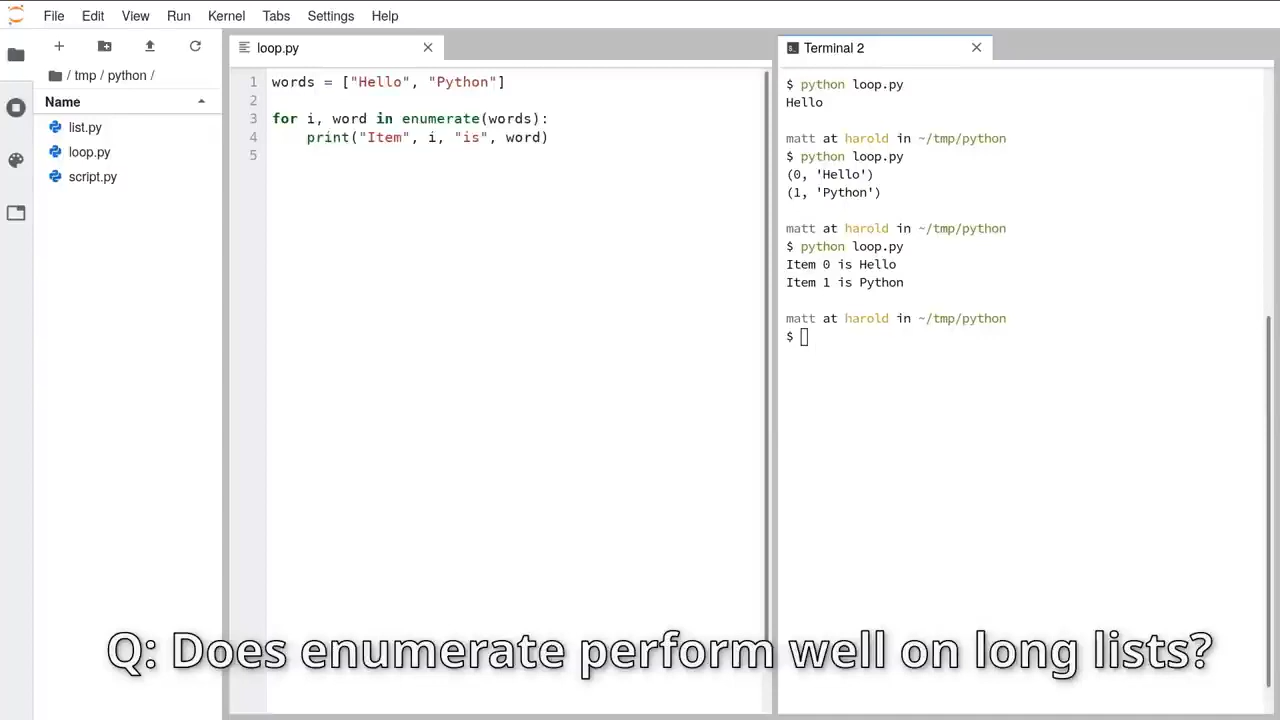 File Edit View Run Kernel Tabs Settings Help
/ tmp / python /
Name
list.py
loop.py
script.py
loop.py
1 words = ["Hello", "Python"]
2
3 for i, word in enumerate(words):
4     print("Item", i, "is", word)
5
Terminal 2
$ python loop.py
Hello
matt at harold in ~/tmp/python
$ python loop.py
(0, 'Hello')
(1, 'Python')
matt at harold in ~/tmp/python
$ python loop.py
Item 0 is Hello
Item 1 is Python
matt at harold in ~/tmp/python
$
Q: Does enumerate perform well on long lists?